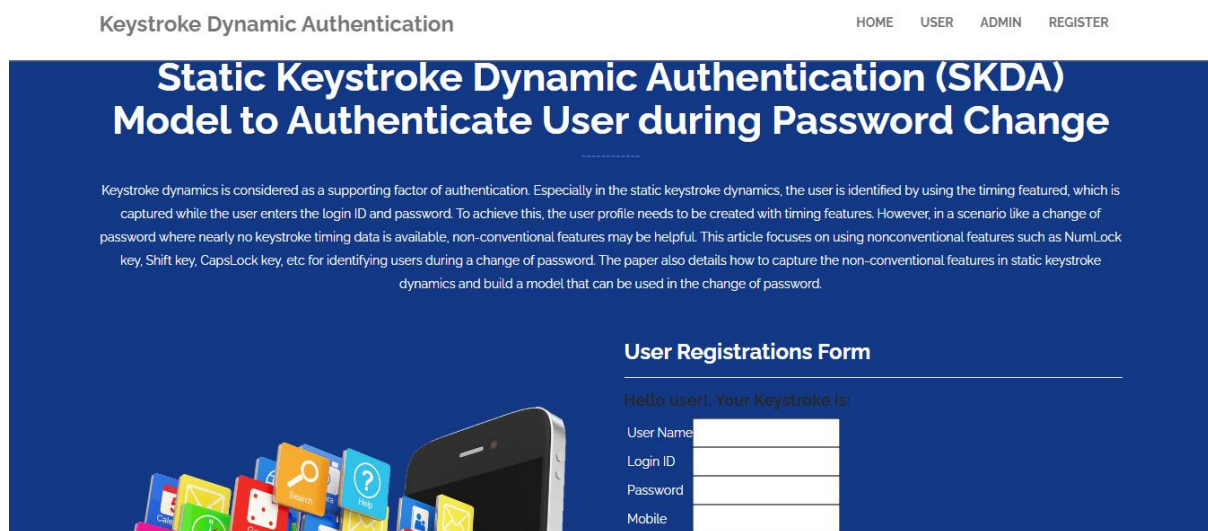 Keystroke Dynamic Authentication
HOME USER ADMIN REGISTER
Static Keystroke Dynamic Authentication (SKDA)
Model to Authenticate User during Password Change
------------
Keystroke dynamics is considered as a supporting factor of authentication. Especially in the static keystroke dynamics, the user is identified by using the timing featured, which is
captured while the user enters the login ID and password. To achieve this, the user profile needs to be created with timing features. However, in a scenario like a change of
password where nearly no keystroke timing data is available, non-conventional features may be helpful. This article focuses on using nonconventional features such as NumLock
key, Shift key, CapsLock key, etc for identifying users during a change of password. The paper also details how to capture the non-conventional features in static keystroke
dynamics and build a model that can be used in the change of password.
User Registrations Form
Hello user!. Your Keystroke is:
User Name
Login ID
Password
Mobile
Search
Help